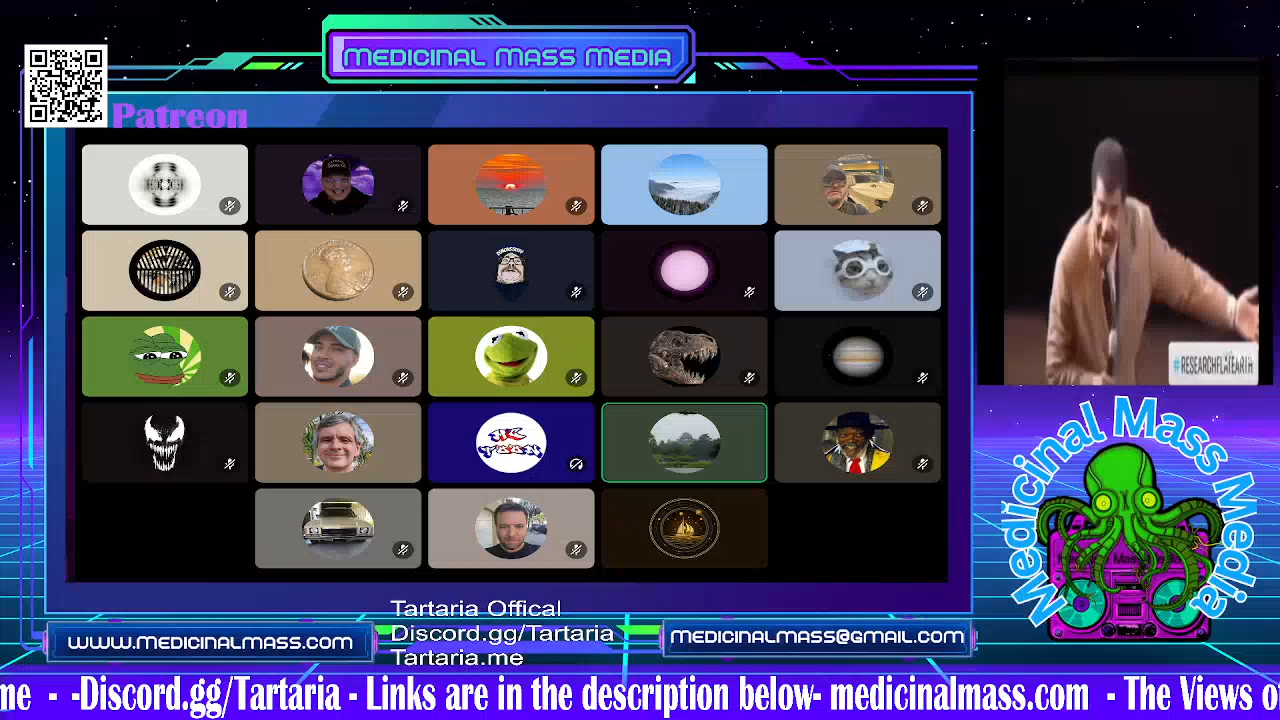 MEDICINAL MASS MEDIA
Patreon
#RESEARCHFLATEARTH
Medicinal Mass Media
Tartaria Offical
Discord.gg/Tartaria
Tartaria.me
WWW.MEDICINALMASS.COM
MEDICINALMASS@GMAIL.COM
me - -Discord.gg/Tartaria - Links are in the description below- medicinalmass.com - The Views o